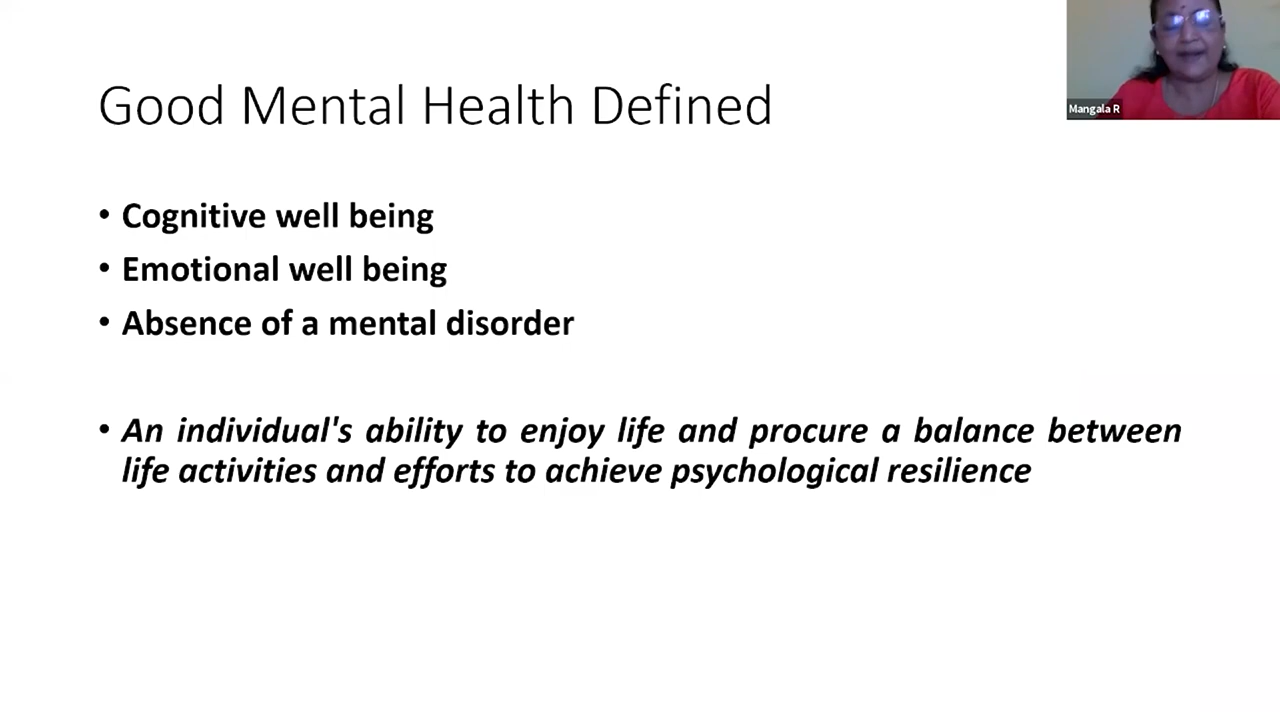 Good Mental Health Defined
Mangala R
• Cognitive well being
• Emotional well being
• Absence of a mental disorder
• An individual's ability to enjoy life and procure a balance between
life activities and efforts to achieve psychological resilience